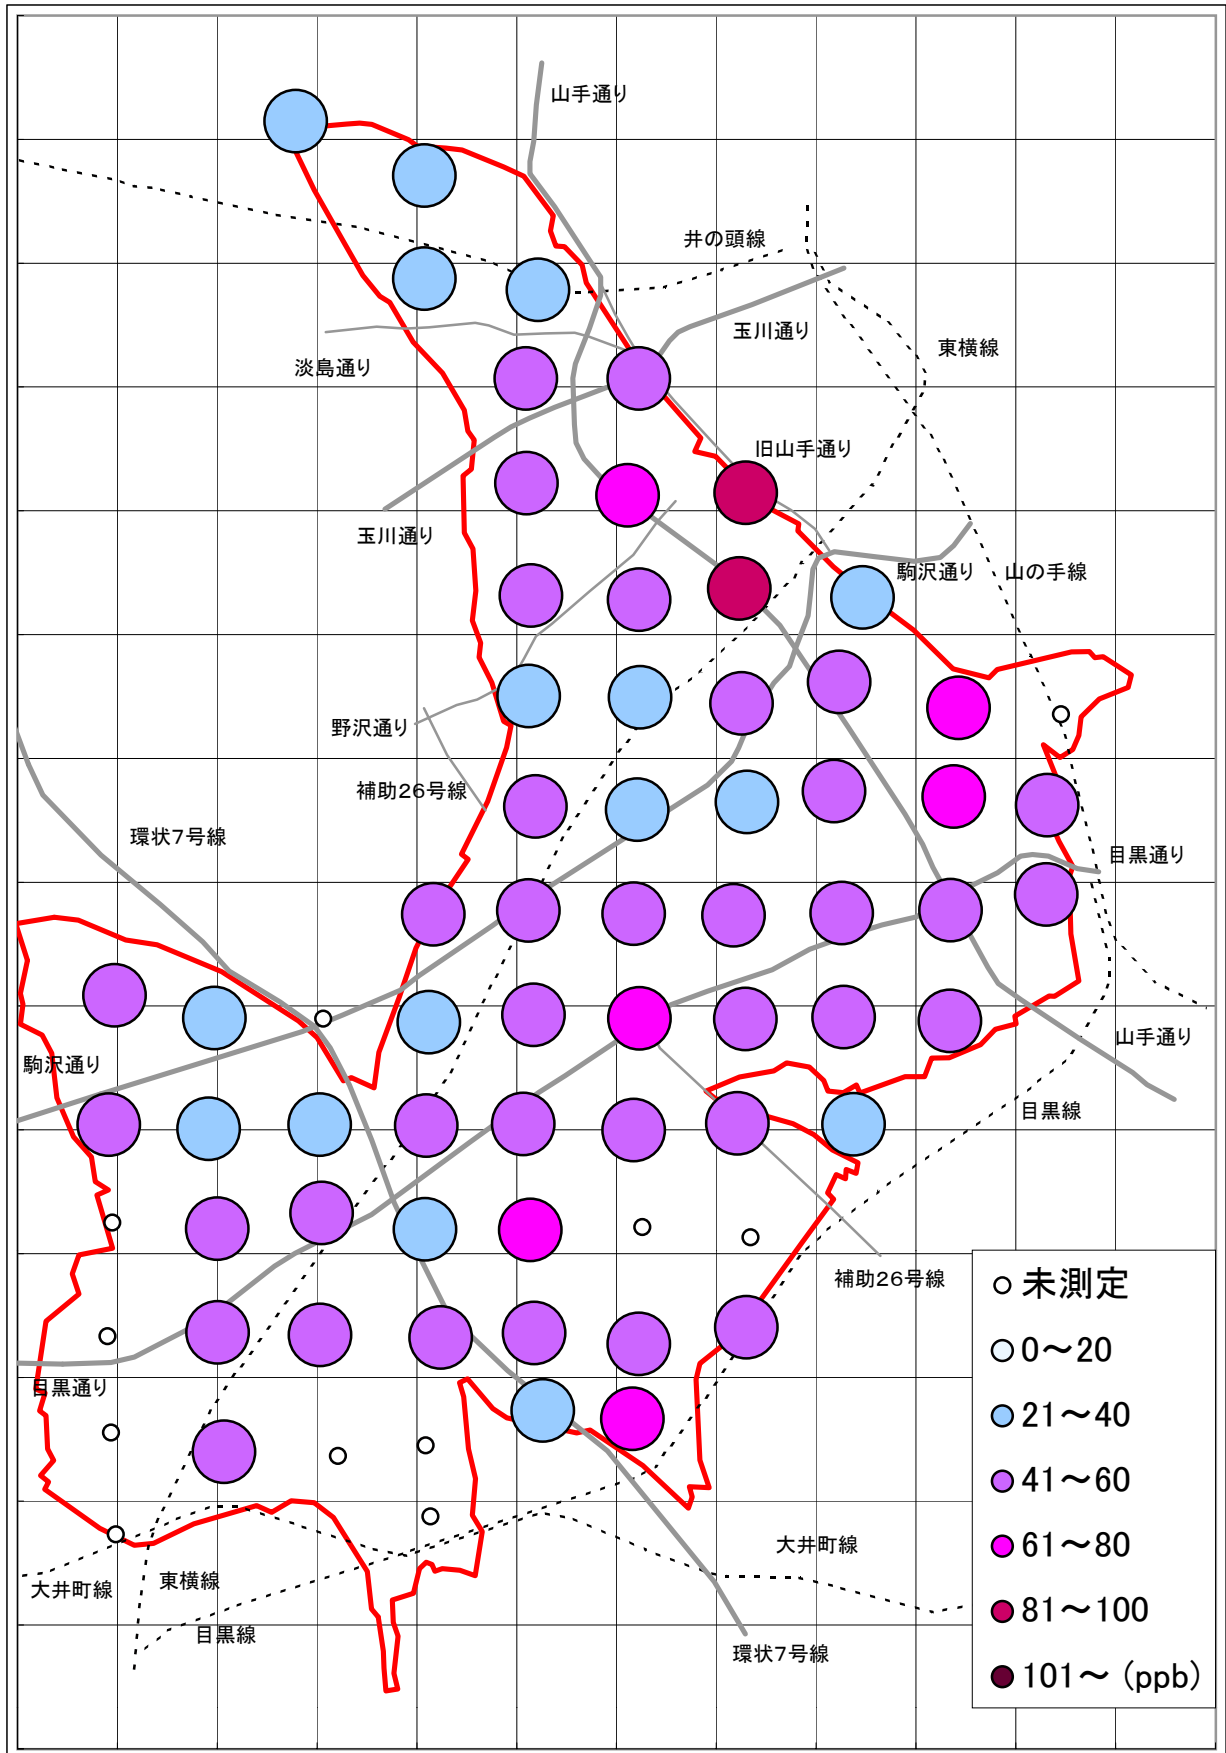 山手通り
井の頭線
玉川通り
東横線
淡島通り
旧山手通り
玉川通り
駒沢通り
山の手線
野沢通り
補助26号線
環状7号線
目黒通り
山手通り
駒沢通り
目黒線
補助26号線
目黒通り
大井町線
東横線
大井町線
目黒線
環状7号線
未測定
0～20
21～40
41～60
61～80
81～100
101～ (ppb)